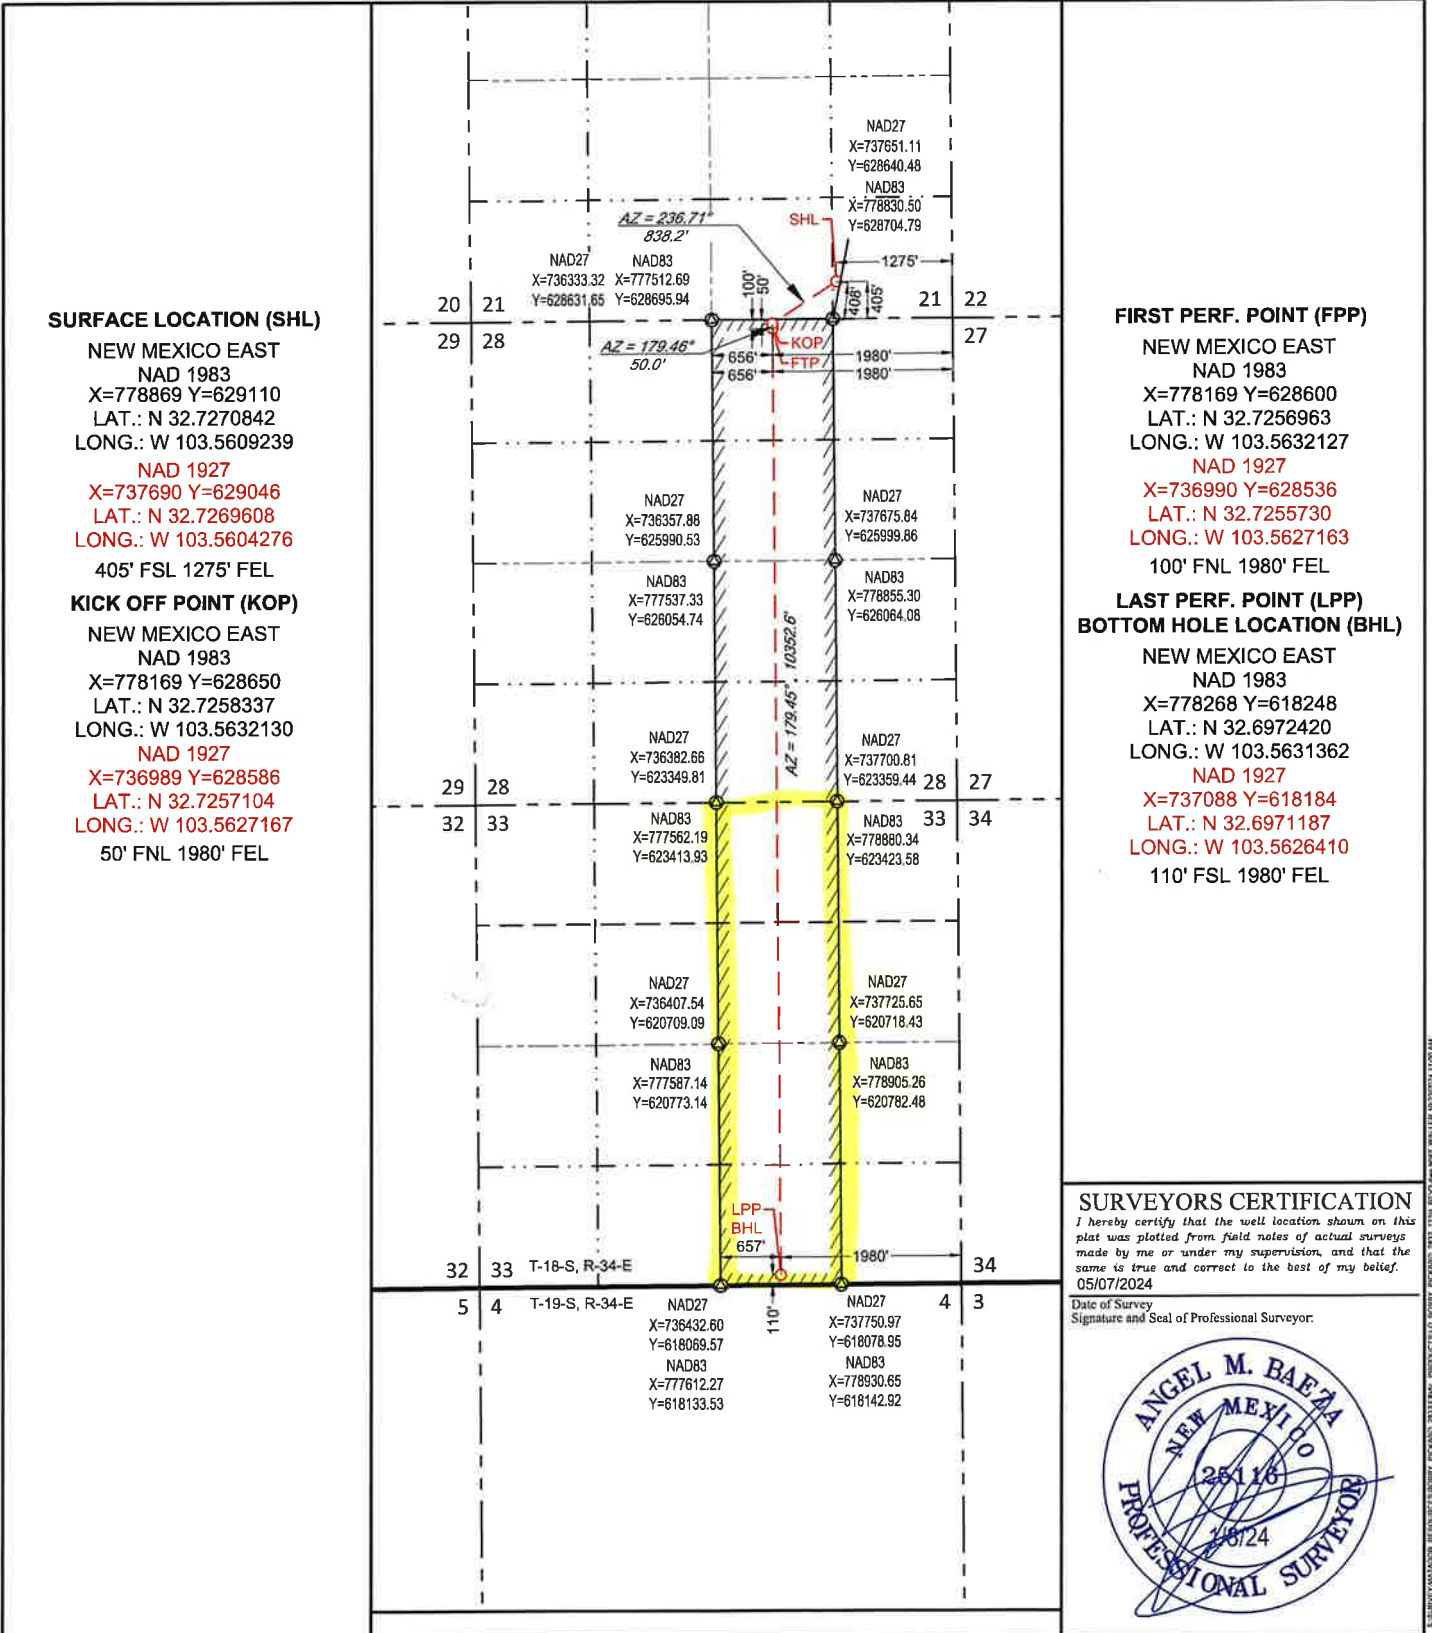 SURFACE LOCATION (SHL)
NEW MEXICO EAST
NAD 1983
X=778869 Y=629110
LAT.: N 32.7270842
LONG.: W 103.5609239
NAD 1927
X=737690 Y=629046
LAT.: N 32.7269608
LONG.: W 103.5604276
405' FSL 1275' FEL
KICK OFF POINT (KOP)
NEW MEXICO EAST
NAD 1983
X=778169 Y=628650
LAT.: N 32.7258337
LONG.: W 103.5632130
NAD 1927
X=736989 Y=628586
LAT.: N 32.7257104
LONG.: W 103.5627167
50' FNL 1980' FEL
NAD27
X=737651.11
Y=628640.48
NAD83
X=778830.50
Y=628704.79
AZ = 236.71°
838.2'
SHL
NAD27
X=736333.32
Y=628631.65
NAD83
X=777512.69
Y=628695.94
100'
50'
1275'
408'
405'
20 21
21 22
29 28
27
AZ = 179.46°
50.0'
KOP
FTP
656'
1980'
656'
1980'
NAD27
X=736357.88
Y=625990.53
NAD27
X=737675.84
Y=625999.86
NAD83
X=777537.33
Y=626054.74
NAD83
X=778855.30
Y=626064.08
AZ = 179.45°, 10352.6'
NAD27
X=736382.66
Y=623349.81
NAD27
X=737700.81
Y=623359.44
29 28
28 27
32 33
33 34
NAD83
X=777562.19
Y=623413.93
NAD83
X=778880.34
Y=623423.58
NAD27
X=736407.54
Y=620709.09
NAD27
X=737725.65
Y=620718.43
NAD83
X=777587.14
Y=620773.14
NAD83
X=778905.26
Y=620782.48
LPP
BHL
657'
1980'
32 33 T-18-S, R-34-E
34
5 4 T-19-S, R-34-E
4 3
110'
NAD27
X=736432.60
Y=618069.57
NAD83
X=777612.27
Y=618133.53
NAD27
X=737750.97
Y=618078.95
NAD83
X=778930.65
Y=618142.92
FIRST PERF. POINT (FPP)
NEW MEXICO EAST
NAD 1983
X=778169 Y=628600
LAT.: N 32.7256963
LONG.: W 103.5632127
NAD 1927
X=736990 Y=628536
LAT.: N 32.7255730
LONG.: W 103.5627163
100' FNL 1980' FEL
LAST PERF. POINT (LPP)
BOTTOM HOLE LOCATION (BHL)
NEW MEXICO EAST
NAD 1983
X=778268 Y=618248
LAT.: N 32.6972420
LONG.: W 103.5631362
NAD 1927
X=737088 Y=618184
LAT.: N 32.6971187
LONG.: W 103.5626410
110' FSL 1980' FEL
SURVEYORS CERTIFICATION
I hereby certify that the well location shown on this
plat was plotted from field notes of actual surveys
made by me or under my supervision, and that the
same is true and correct to the best of my belief.
05/07/2024
Date of Survey
Signature and Seal of Professional Surveyor:
ANGEL M. BAEZA
NEW MEXICO
25116
PROFESSIONAL SURVEYOR